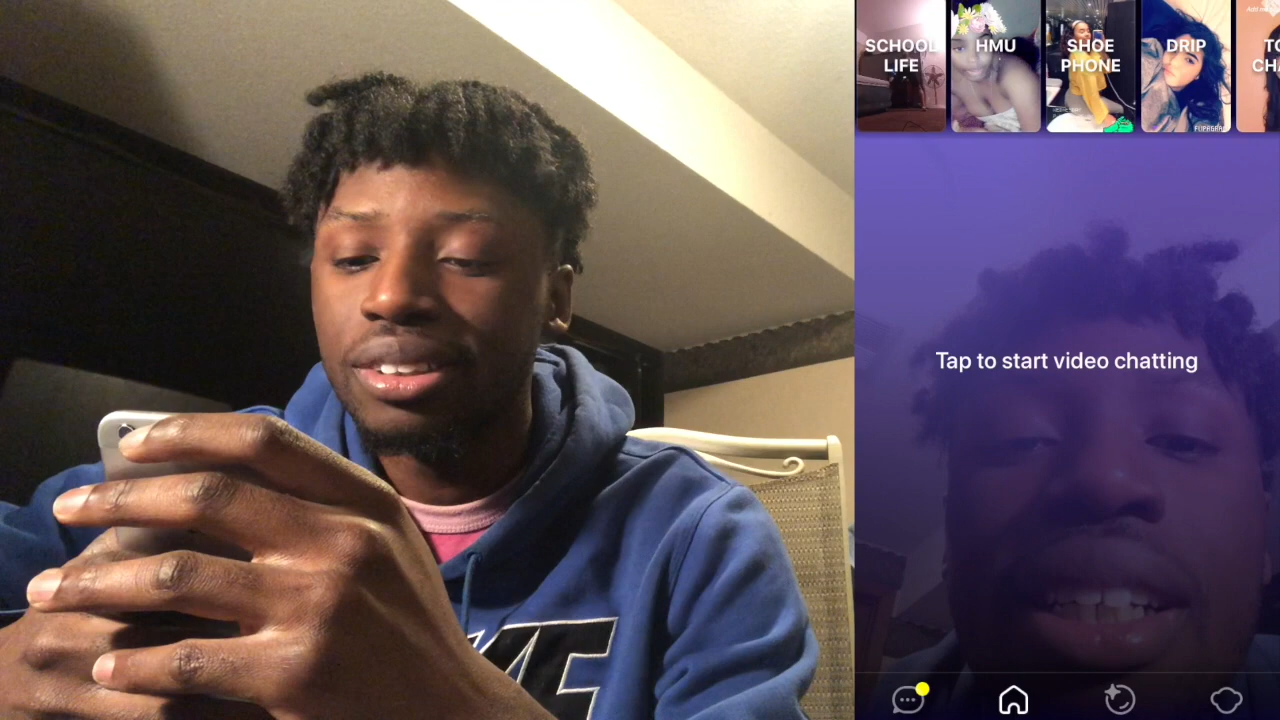 SCHOOL
LIFE
HMU
SHOE
PHONE
DRIP
Tap to start video chatting